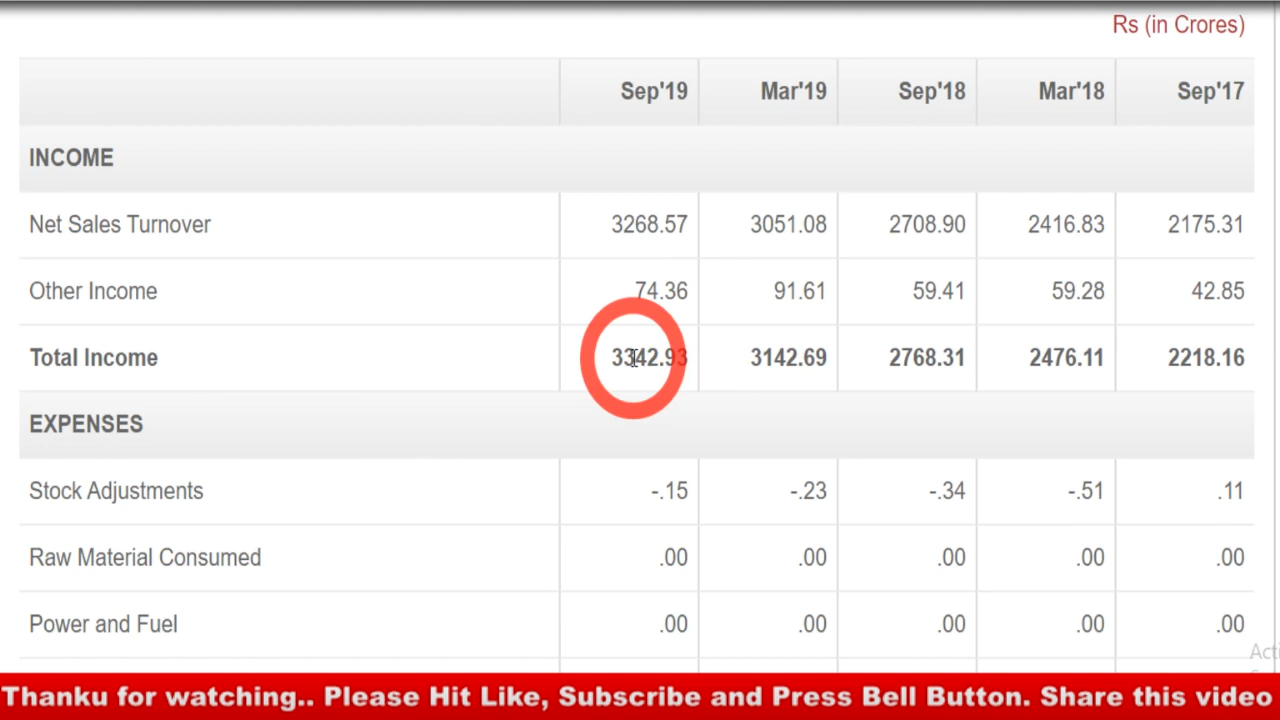 Rs (in Crores)
Sep'19 Mar'19 Sep'18 Mar'18 Sep'17
INCOME
Net Sales Turnover 3268.57 3051.08 2708.90 2416.83 2175.31
Other Income 74.36 91.61 59.41 59.28 42.85
Total Income 3342.93 3142.69 2768.31 2476.11 2218.16
EXPENSES
Stock Adjustments -.15 -.23 -.34 -.51 .11
Raw Material Consumed .00 .00 .00 .00 .00
Power and Fuel .00 .00 .00 .00 .00
Thanku for watching.. Please Hit Like, Subscribe and Press Bell Button. Share this video